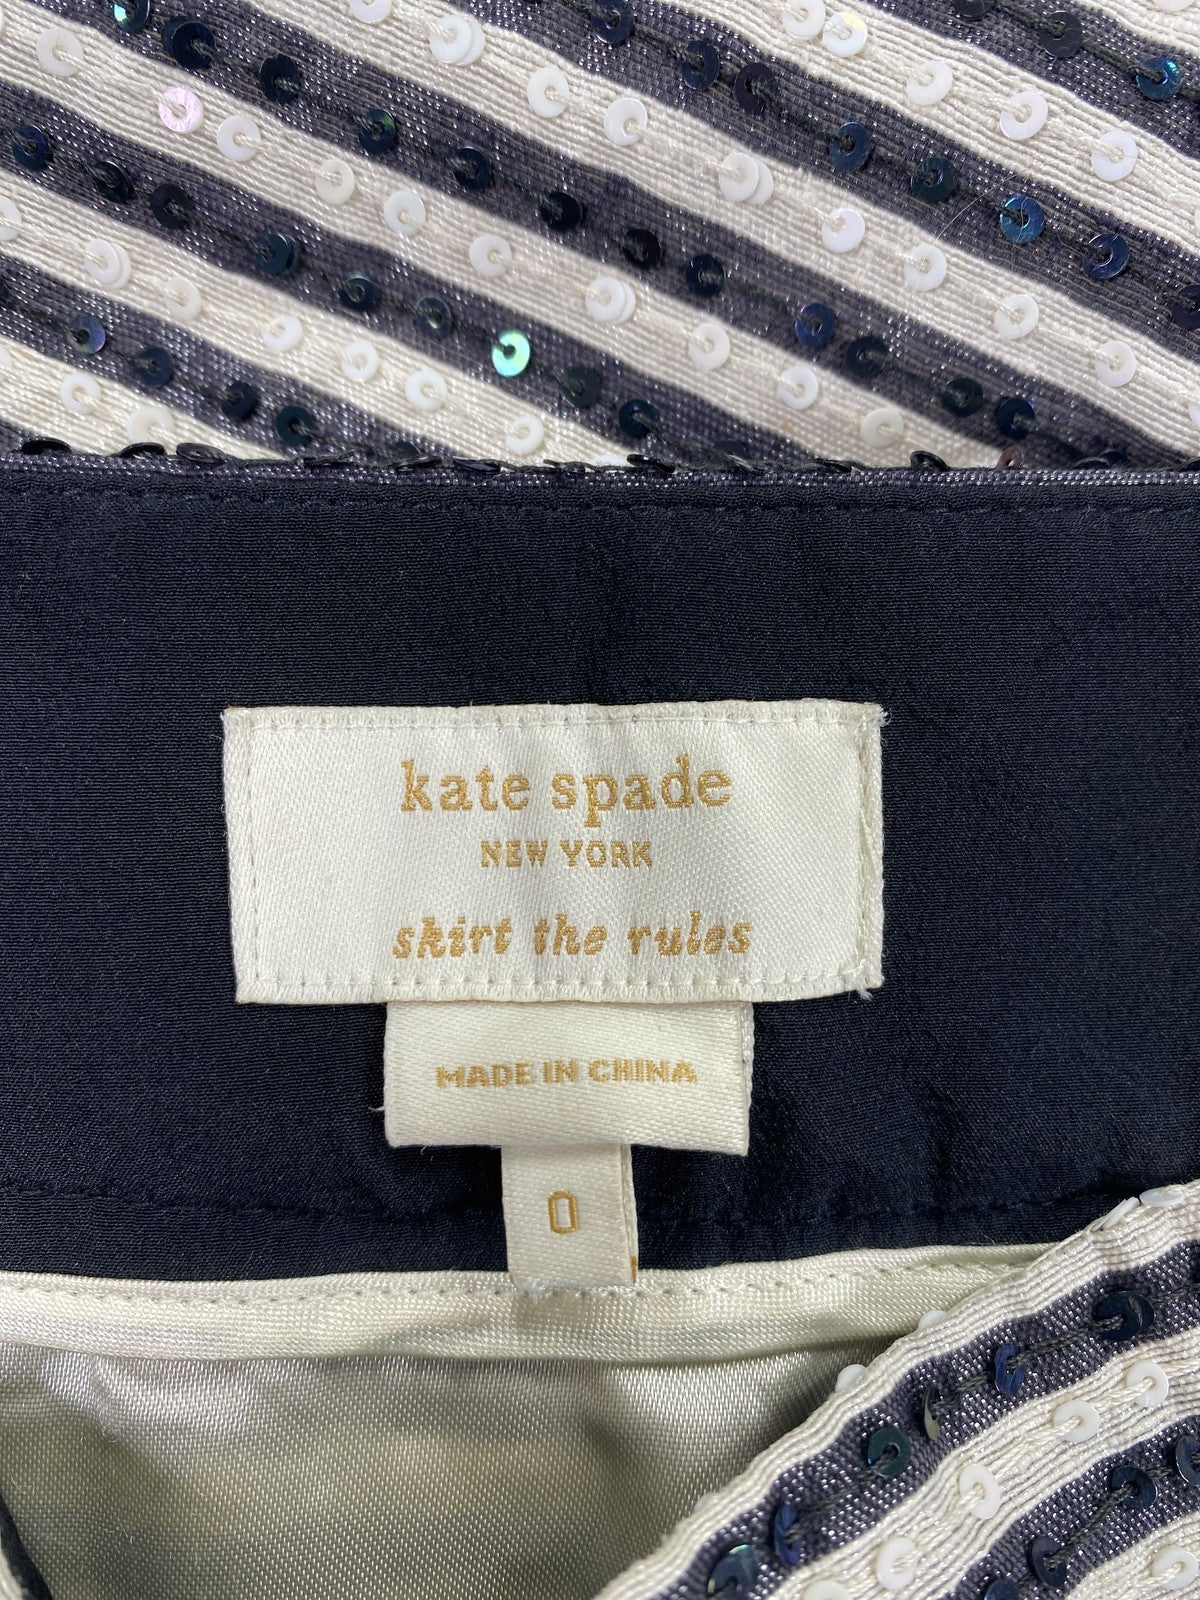 kate spade
NEW YORK
skirt the rules
MADE IN CHINA
0